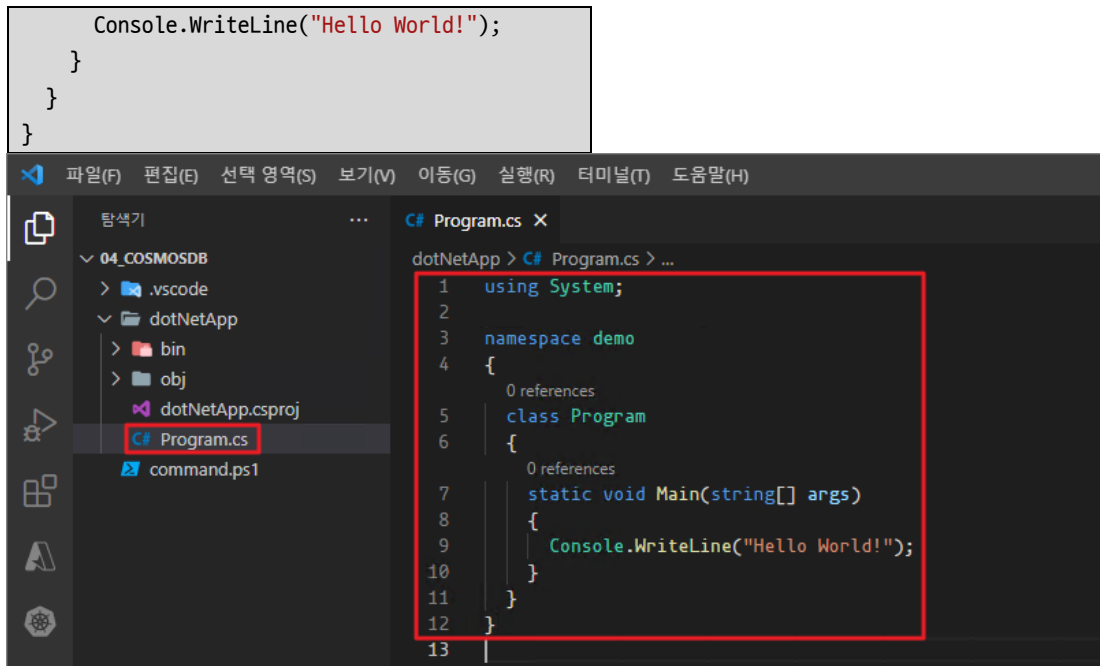 Console.WriteLine("Hello World!");
}
}
}
파일(F) 편집(E) 선택 영역(S) 보기(V) 이동(G) 실행(R) 터미널(T) 도움말(H)
탐색기 ...
04_COSMOSDB
.vscode
dotNetApp
bin
obj
dotNetApp.csproj
C# Program.cs
command.ps1
C# Program.cs ×
dotNetApp > C# Program.cs > ...
1 using System;
2
3 namespace demo
4 {
0 references
5 class Program
6 {
0 references
7 static void Main(string[] args)
8 {
9 Console.WriteLine("Hello World!");
10 }
11 }
12 }
13